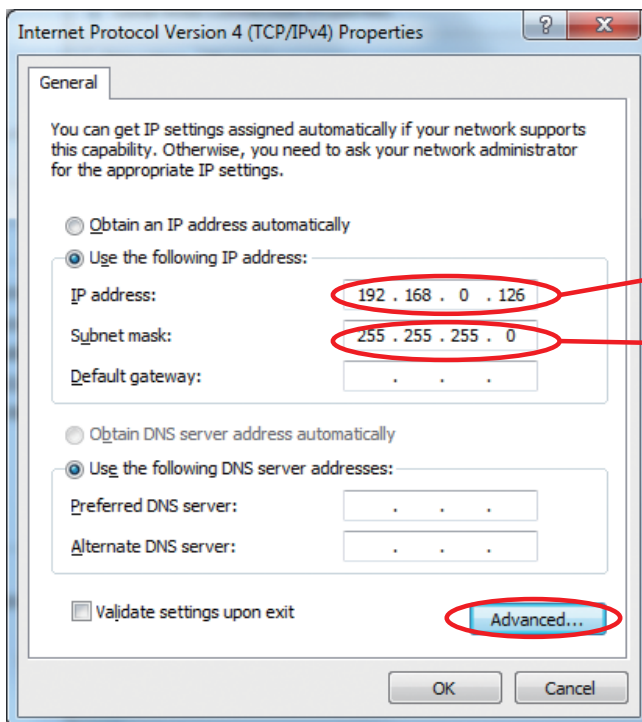 Internet Protocol Version 4 (TCP/IPv4) Properties
?
X
General
You can get IP settings assigned automatically if your network supports
this capability. Otherwise, you need to ask your network administrator
for the appropriate IP settings.
Obtain an IP address automatically
Use the following IP address:
IP address: 192 . 168 . 0 . 126
Subnet mask: 255 . 255 . 255 . 0
Default gateway: . . .
Obtain DNS server address automatically
Use the following DNS server addresses:
Preferred DNS server: . . .
Alternate DNS server: . . .
Validate settings upon exit
Advanced...
OK Cancel